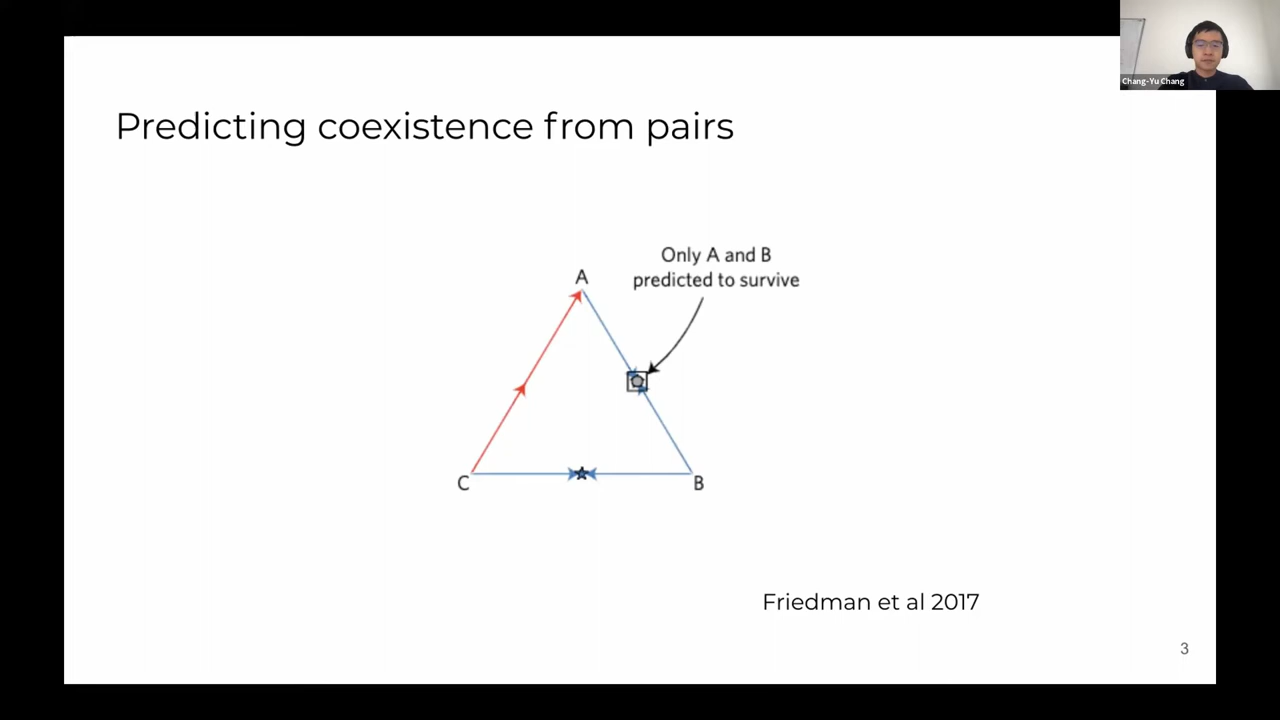 Chang-Yu Chang
Predicting coexistence from pairs
Only A and B
predicted to survive
A
C
B
Friedman et al 2017
3